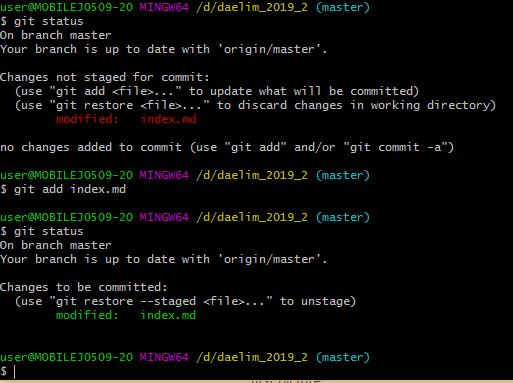 user@MOBILEJ0509-20 MINGW64 /d/daelim_2019_2 (master)
$ git status
On branch master
Your branch is up to date with 'origin/master'.
Changes not staged for commit:
(use "git add <file>..." to update what will be committed)
(use "git restore <file>..." to discard changes in working directory)
modified: index.md
no changes added to commit (use "git add" and/or "git commit -a")
user@MOBILEJ0509-20 MINGW64 /d/daelim_2019_2 (master)
$ git add index.md
user@MOBILEJ0509-20 MINGW64 /d/daelim_2019_2 (master)
$ git status
On branch master
Your branch is up to date with 'origin/master'.
Changes to be committed:
(use "git restore --staged <file>..." to unstage)
modified: index.md
user@MOBILEJ0509-20 MINGW64 /d/daelim_2019_2 (master)
$